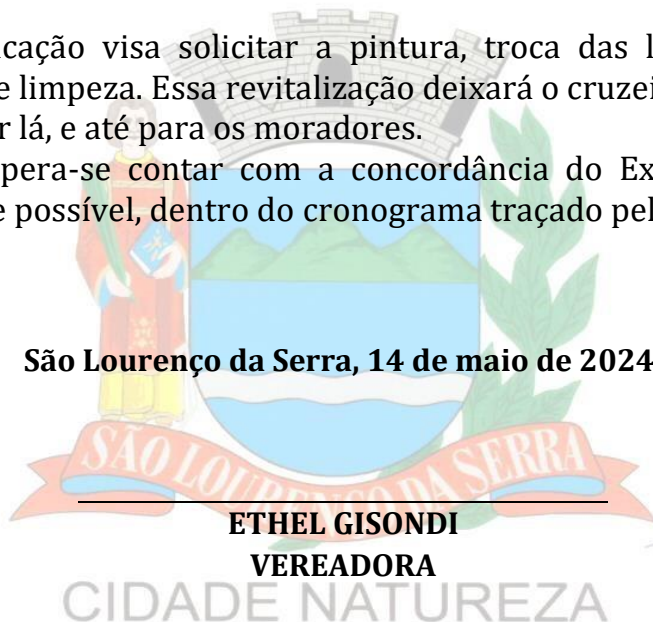 icação visa solicitar a pintura, troca das l
e limpeza. Essa revitalização deixará o cruzei
r lá, e até para os moradores.
pera-se contar com a concordância do Ex
e possível, dentro do cronograma traçado pel
São Lourenço da Serra, 14 de maio de 2024
SÃO LOURENÇO DA SERRA
ETHEL GISONDI
VEREADORA
CIDADE NATUREZA